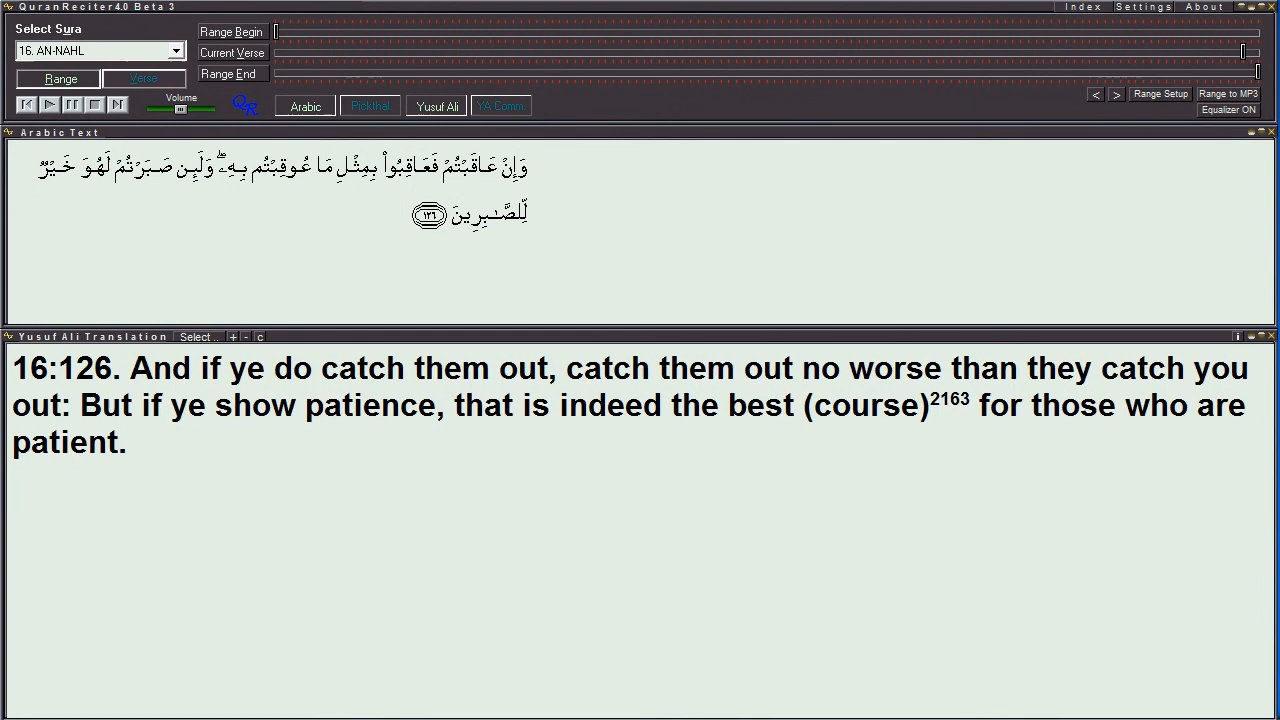 QuranReciter4.0 Beta 3
Index Settings About
Select Sura
16. AN-NAHL
Range Verse
Volume
Range Begin
Current Verse
Range End
Arabic Pickthal Yusuf Ali YA Comm.
< > Range Setup Range to MP3
Equalizer ON
Arabic Text
وَإِنْ عَاقَبْتُمْ فَعَاقِبُوا۟ بِمِثْلِ مَا عُوقِبْتُم بِهِۦ ۖ وَلَئِن صَبَرْتُمْ لَهُوَ خَيْرٌ
لِّلصَّـٰبِرِينَ ١٢٦
Yusuf Ali Translation Select .. + - c i
16:126. And if ye do catch them out, catch them out no worse than they catch you
out: But if ye show patience, that is indeed the best (course)2163 for those who are
patient.